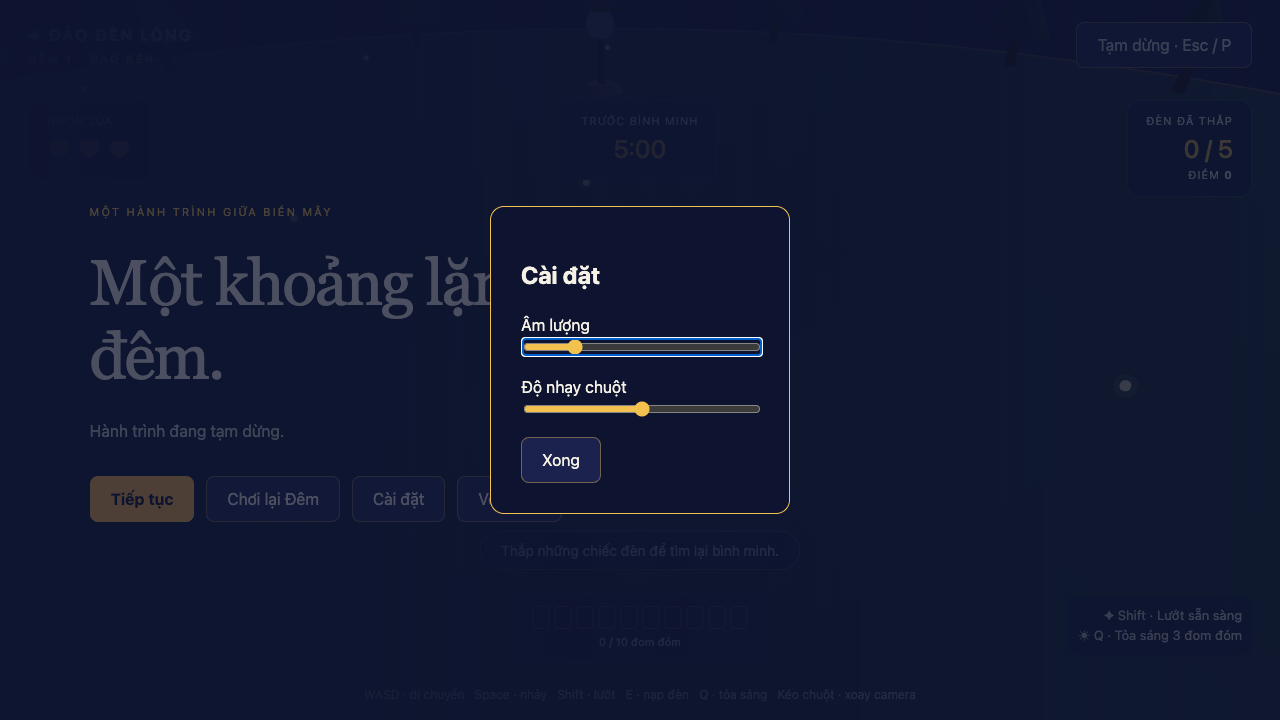 ✦ ĐẢO ĐÈN LỒNG
Tạm dừng · Esc / P
TRƯỚC BÌNH MINH
5:00
ĐÈN ĐÃ THẮP
0 / 5
ĐIỂM 0
MỘT HÀNH TRÌNH GIỮA BIỂN MÂY
Một khoảng lặn
đêm.
Hành trình đang tạm dừng.
Tiếp tục
Chơi lại Đêm
Cài đặt
V
Cài đặt
Âm lượng
Độ nhạy chuột
Xong
Thắp những chiếc đèn để tìm lại bình minh.
0 / 10 đom đóm
✦ Shift · Lướt sẵn sàng
☀ Q · Tỏa sáng 3 đom đóm
WASD · di chuyển Space · nhảy Shift · lướt E · nạp đèn Q · tỏa sáng Kéo chuột · xoay camera